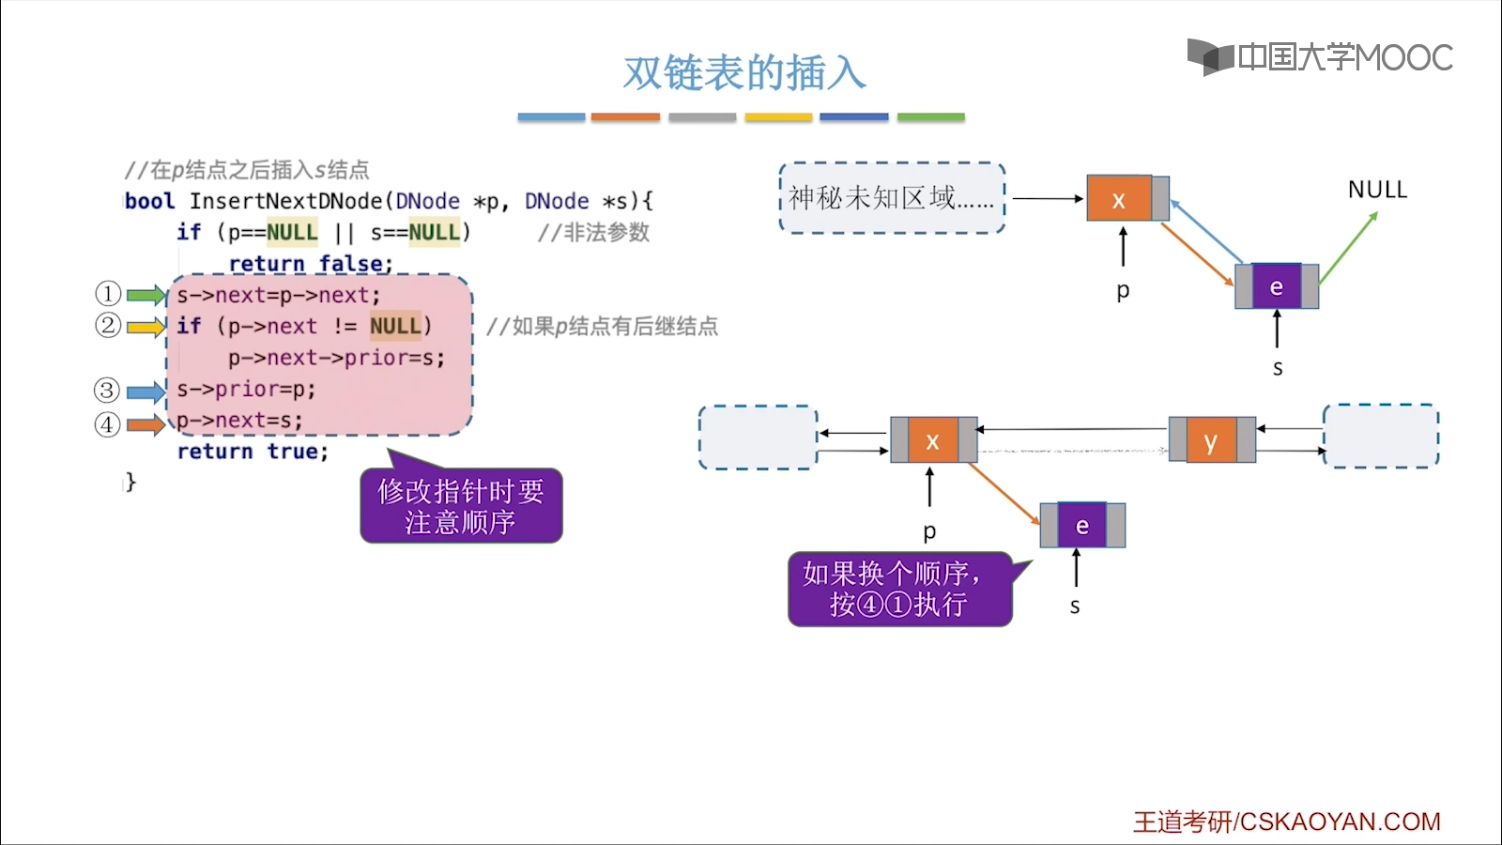 中国大学MOOC
双链表的插入
//在p结点之后插入s结点
bool InsertNextDNode(DNode *p, DNode *s){
if (p==NULL || s==NULL) //非法参数
return false;
① s->next=p->next;
② if (p->next != NULL) //如果p结点有后继结点
p->next->prior=s;
③ s->prior=p;
④ p->next=s;
return true;
}
修改指针时要
注意顺序
神秘未知区域……
x
NULL
p
e
s
x
y
p
e
如果换个顺序，
按④①执行
s
王道考研/CSKAOYAN.COM